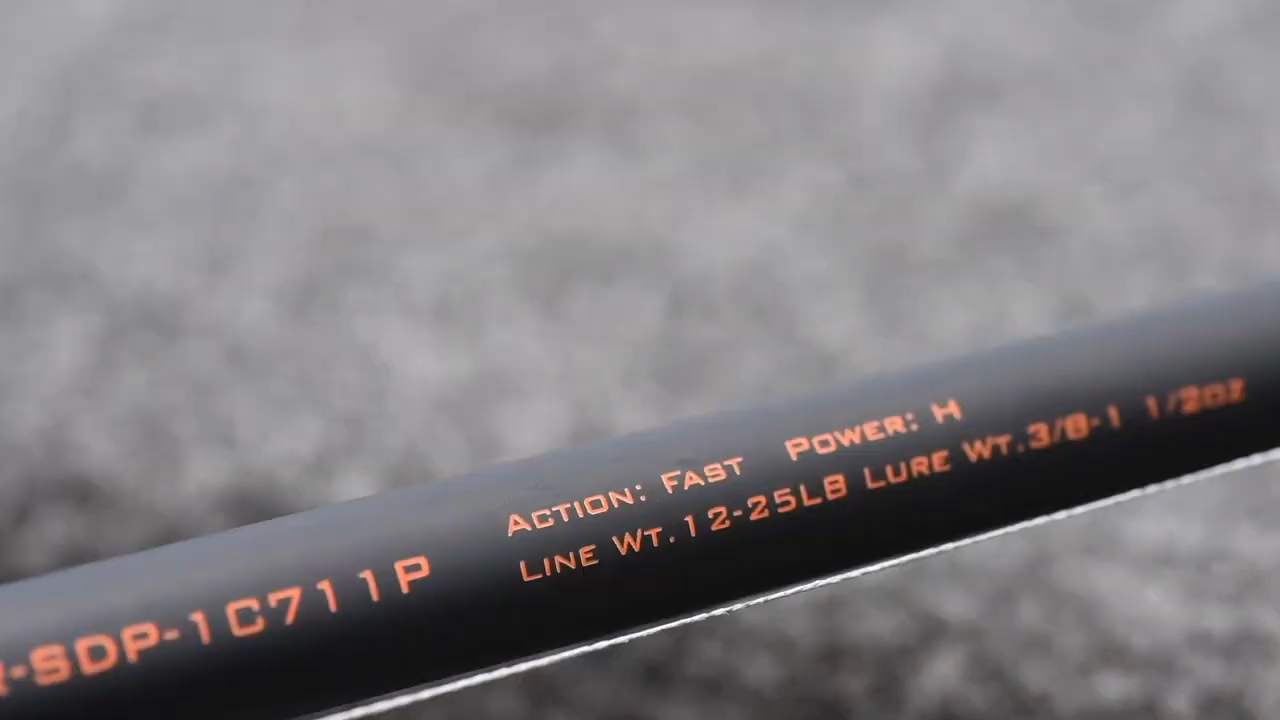 -SDP-1C711P
ACTION: FAST POWER: H
LINE WT.12-25LB LURE WT.3/8-1 1/2oz